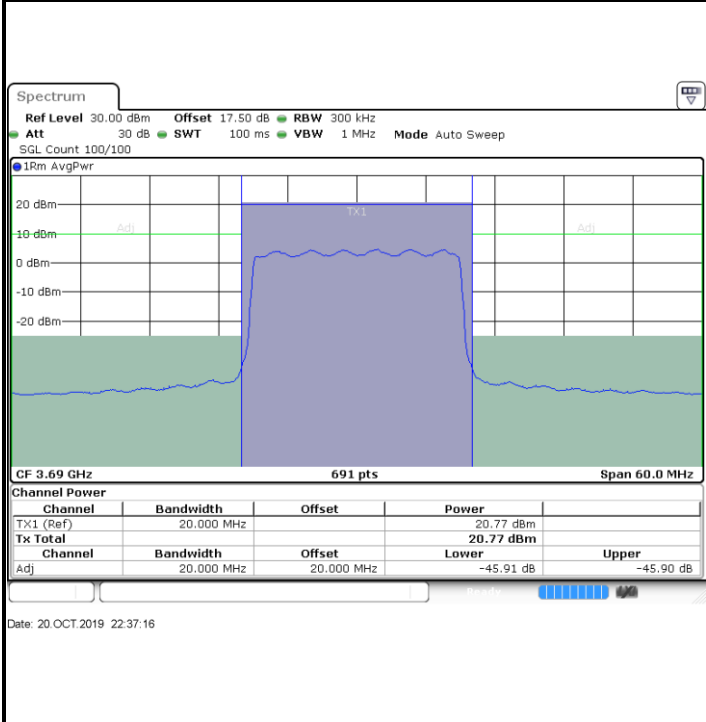 Spectrum
Ref Level 30.00 dBm Offset 17.50 dB RBW 300 kHz
Att 30 dB SWT 100 ms VBW 1 MHz Mode Auto Sweep
SGL Count 100/100
1Rm AvgPwr
20 dBm
TX1
Adj
Adj
10 dBm
0 dBm
-10 dBm
-20 dBm
CF 3.69 GHz 691 pts Span 60.0 MHz
Channel Power
Channel Bandwidth Offset Power
TX1 (Ref) 20.000 MHz 20.77 dBm
Tx Total 20.77 dBm
Channel Bandwidth Offset Lower Upper
Adj 20.000 MHz 20.000 MHz -45.91 dB -45.90 dB
Ready
Date: 20.OCT.2019 22:37:16